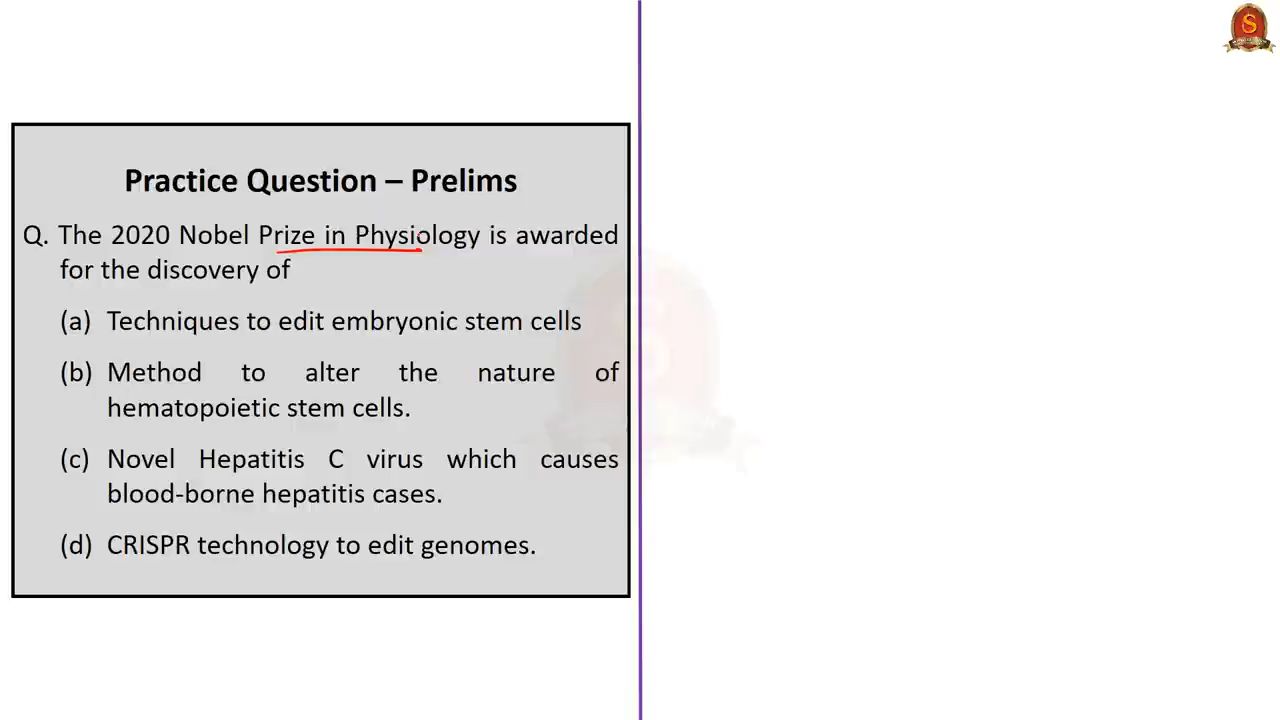 Practice Question – Prelims
Q. The 2020 Nobel Prize in Physiology is awarded
for the discovery of
(a) Techniques to edit embryonic stem cells
(b) Method to alter the nature of
hematopoietic stem cells.
(c) Novel Hepatitis C virus which causes
blood-borne hepatitis cases.
(d) CRISPR technology to edit genomes.